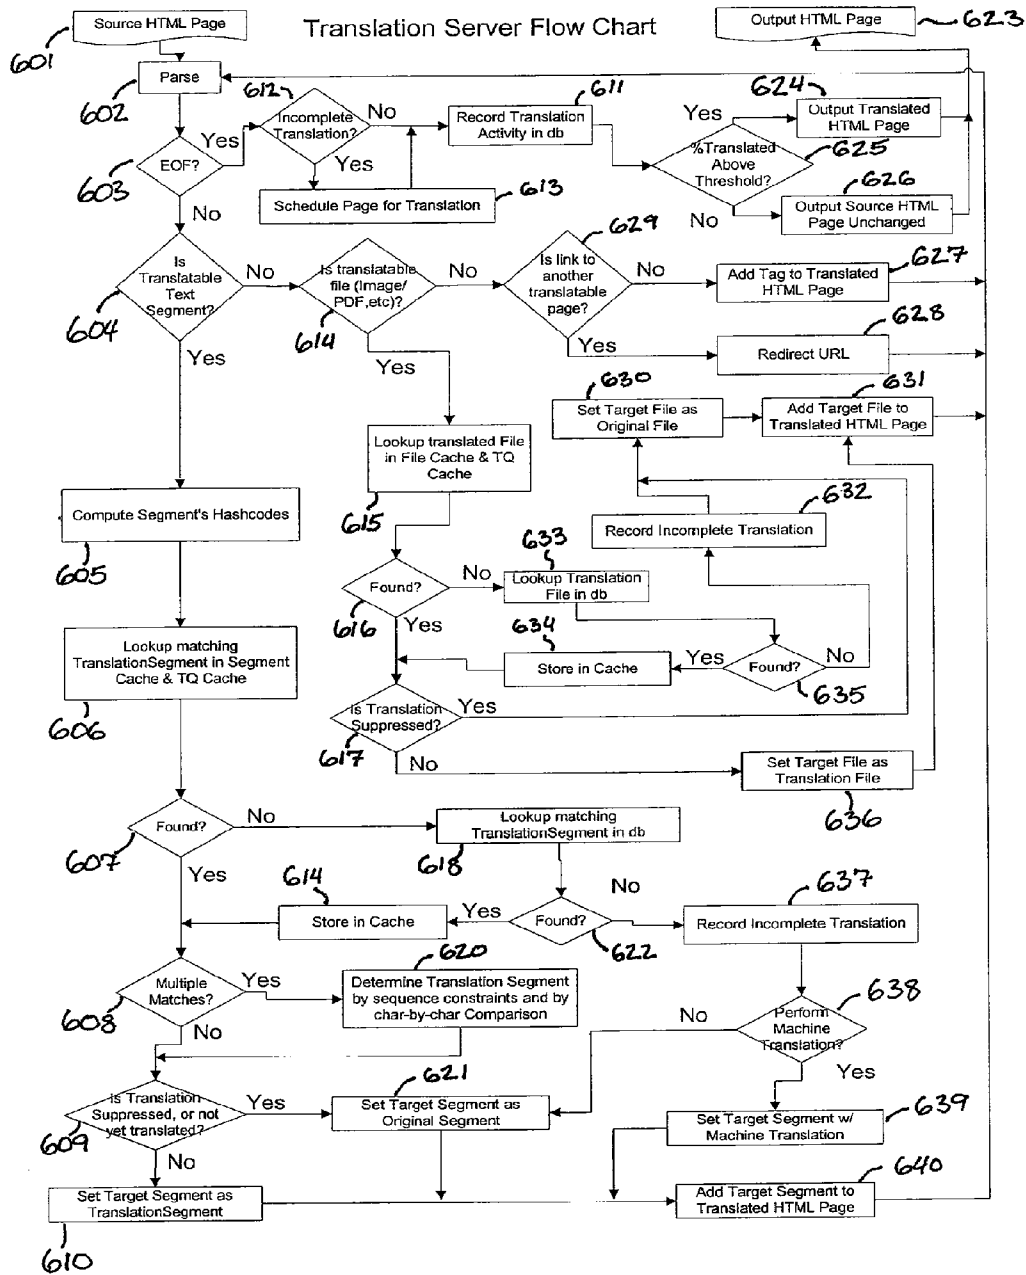 Translation Server Flow Chart
Source HTML Page
601
Output HTML Page
623
Parse
602
612
Incomplete
Translation?
No
Yes
Yes
Record Translation
Activity in db
611
Yes
Output Translated
HTML Page
624
%Translated
Above
Threshold?
625
EOF?
603
No
Schedule Page for Translation
613
No
Output Source HTML
Page Unchanged
626
Is
Translatable
Text
Segment?
604
No
Yes
Is translatable
file (Image/
PDF,etc)?
614
No
Yes
Is link to
another
translatable
page?
629
No
Yes
Add Tag to Translated
HTML Page
627
Redirect URL
628
Set Target File as
Original File
630
Add Target File to
Translated HTML Page
631
Lookup translated File
in File Cache & TQ
Cache
615
Compute Segment's Hashcodes
605
Record Incomplete Translation
632
Found?
616
No
Yes
Lookup Translation
File in db
633
Lookup matching
TranslationSegment in Segment
Cache & TQ Cache
606
Store in Cache
634
Yes
Found?
635
No
Is Translation
Suppressed?
617
Yes
No
Set Target File as
Translation File
636
Found?
607
No
Yes
Lookup matching
TranslationSegment in db
618
Store in Cache
614
Yes
Found?
622
No
Record Incomplete Translation
637
Multiple
Matches?
608
Yes
No
Determine Translation Segment
by sequence constraints and by
char-by-char Comparison
620
No
Perform
Machine
Translation?
638
Yes
Is Translation
Suppressed, or not
yet translated?
609
Yes
No
Set Target Segment as
Original Segment
621
Set Target Segment w/
Machine Translation
639
Set Target Segment as
TranslationSegment
610
Add Target Segment to
Translated HTML Page
640